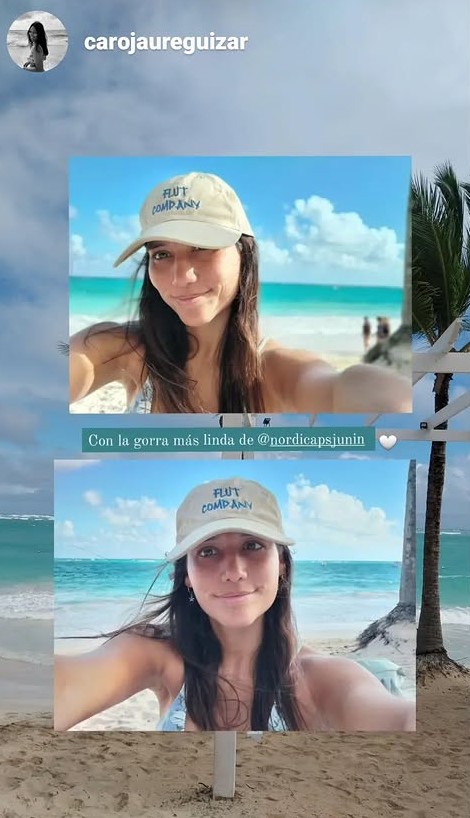 carojaureguizar
FLUT
COMPANY
Con la gorra más linda de @nordicapsjunin
FLUT
COMPANY